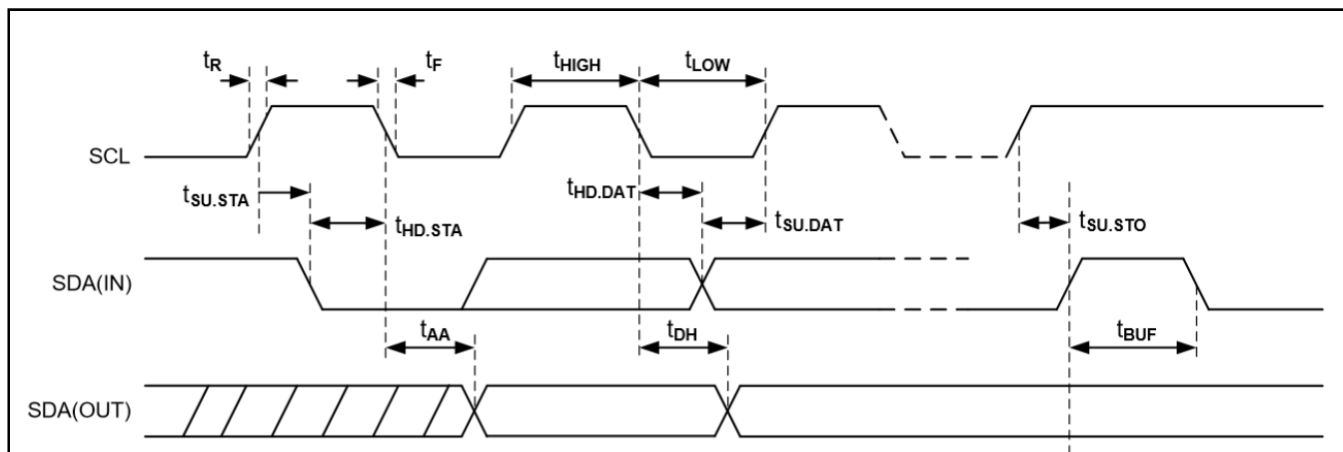 tR
tF
tHIGH
tLOW
SCL
tSU.STA
tHD.STA
tHD.DAT
tSU.DAT
tSU.STO
SDA(IN)
tAA
tDH
tBUF
SDA(OUT)